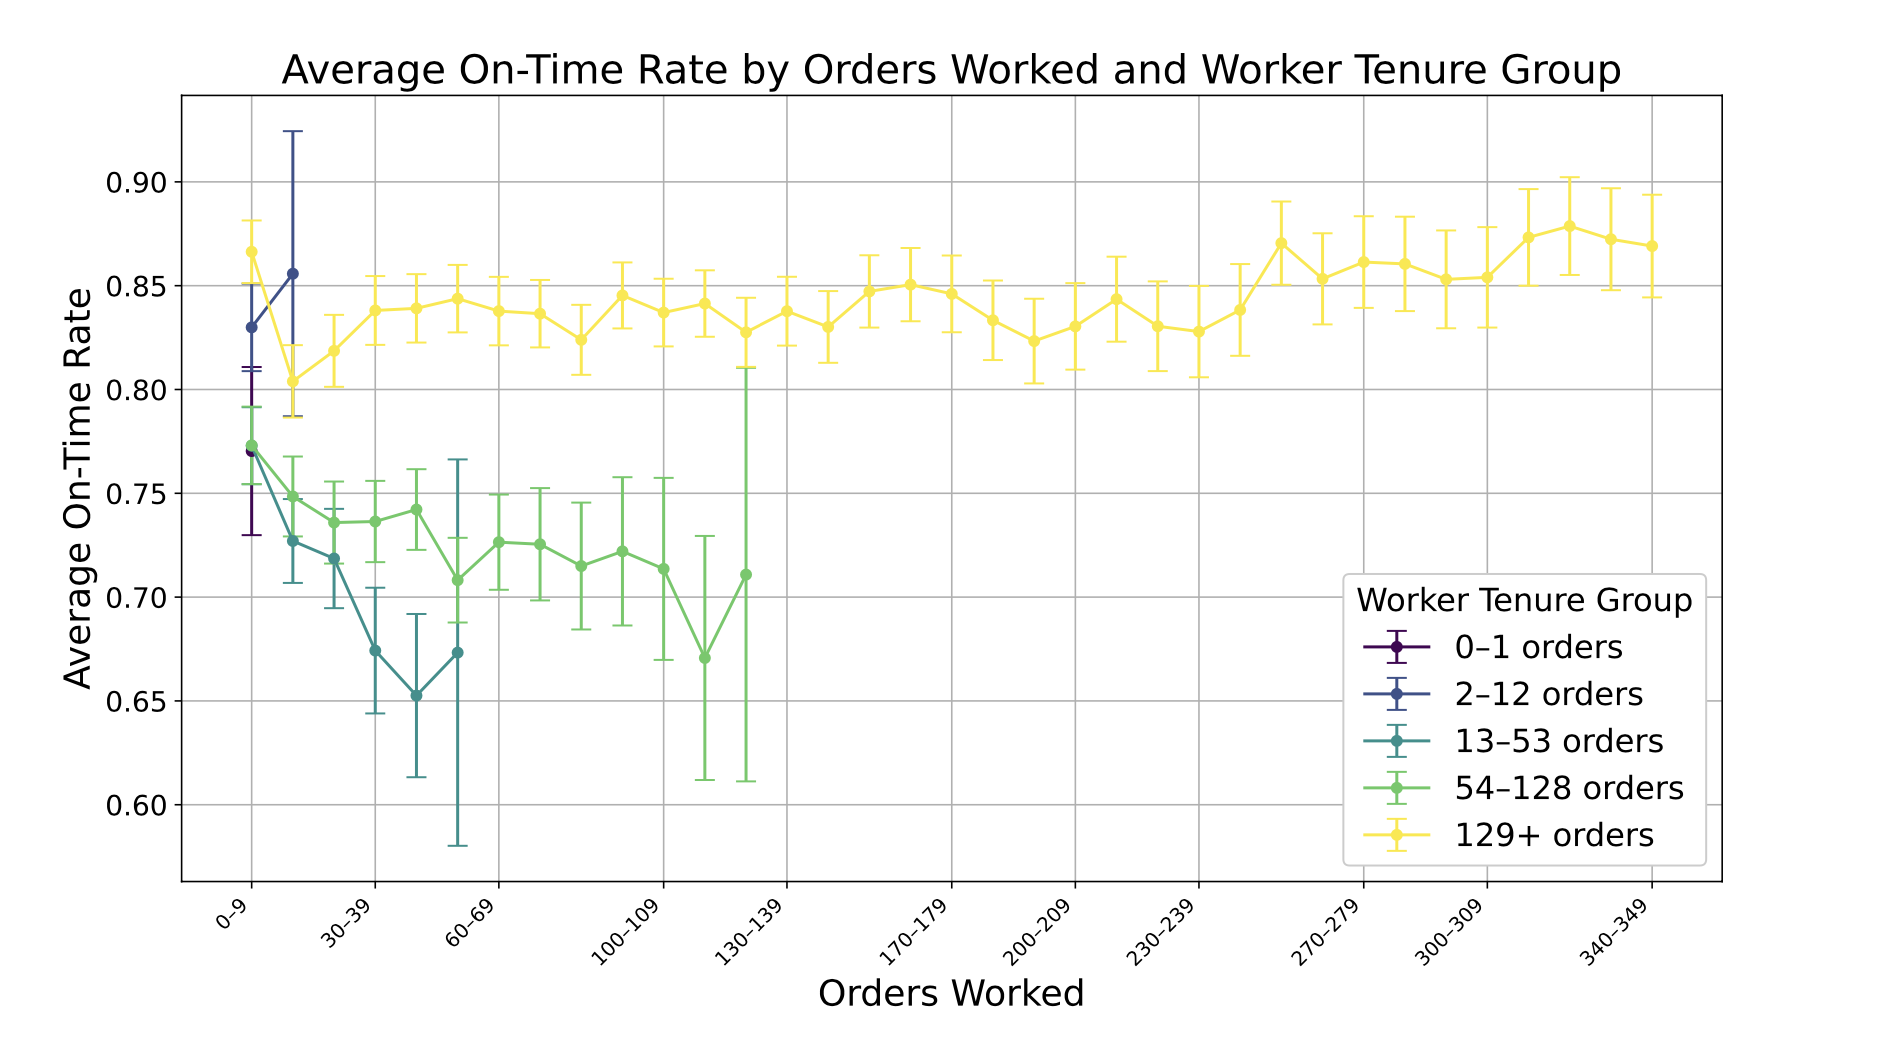 Average On-Time Rate by Orders Worked and Worker Tenure Group
Average On-Time Rate
0.90
0.85
0.80
0.75
0.70
0.65
0.60
Worker Tenure Group
0–1 orders
2–12 orders
13–53 orders
54–128 orders
129+ orders
0–9
30–39
60–69
100–109
130–139
170–179
200–209
230–239
270–279
300–309
340–349
Orders Worked